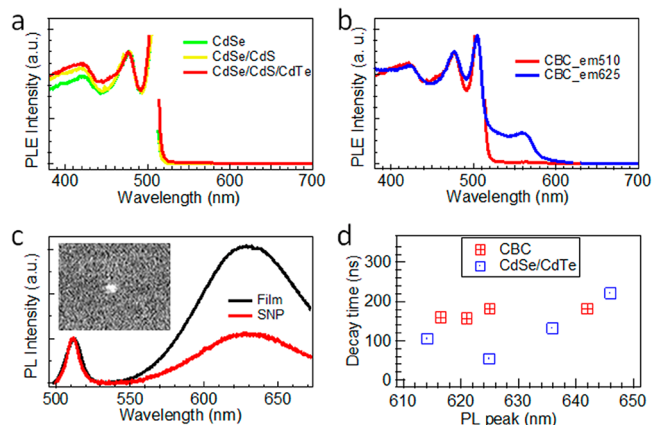 a
PLE Intensity (a.u.)
CdSe
CdSe/CdS
CdSe/CdS/CdTe
400 500 600 700
Wavelength (nm)
b
PLE Intensity (a.u.)
CBC_em510
CBC_em625
400 500 600 700
Wavelength (nm)
c
PL Intensity (a.u.)
Film
SNP
500 550 600 650
Wavelength (nm)
d
Decay time (ns)
CBC
CdSe/CdTe
300
200
100
0
610 620 630 640 650
PL peak (nm)